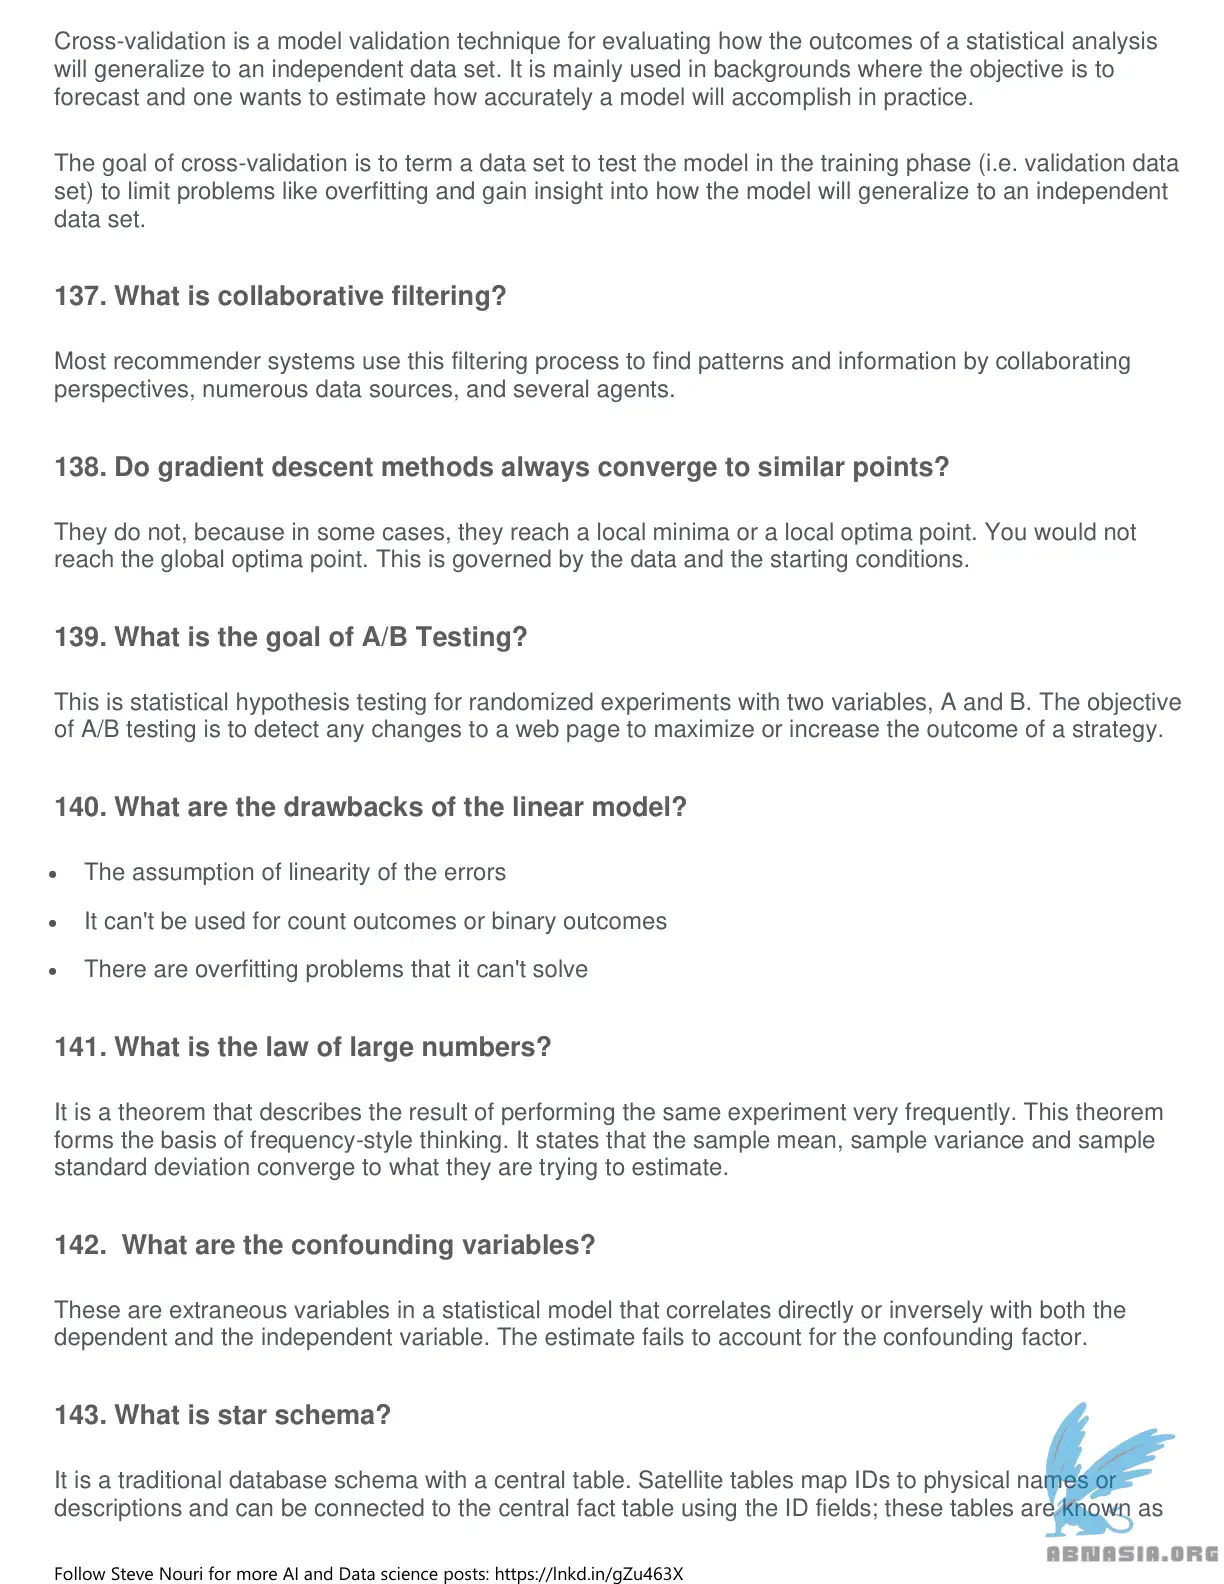 Cross-validation is a model validation technique for evaluating how the outcomes of a statistical analysis
will generalize to an independent data set. It is mainly used in backgrounds where the objective is to
forecast and one wants to estimate how accurately a model will accomplish in practice.
The goal of cross-validation is to term a data set to test the model in the training phase (i.e. validation data
set) to limit problems like overfitting and gain insight into how the model will generalize to an independent
data set.
137. What is collaborative filtering?
Most recommender systems use this filtering process to find patterns and information by collaborating
perspectives, numerous data sources, and several agents.
138. Do gradient descent methods always converge to similar points?
They do not, because in some cases, they reach a local minima or a local optima point. You would not
reach the global optima point. This is governed by the data and the starting conditions.
139. What is the goal of A/B Testing?
This is statistical hypothesis testing for randomized experiments with two variables, A and B. The objective
of A/B testing is to detect any changes to a web page to maximize or increase the outcome of a strategy.
140. What are the drawbacks of the linear model?
• The assumption of linearity of the errors
• It can't be used for count outcomes or binary outcomes
• There are overfitting problems that it can't solve
141. What is the law of large numbers?
It is a theorem that describes the result of performing the same experiment very frequently. This theorem
forms the basis of frequency-style thinking. It states that the sample mean, sample variance and sample
standard deviation converge to what they are trying to estimate.
142.  What are the confounding variables?
These are extraneous variables in a statistical model that correlates directly or inversely with both the
dependent and the independent variable. The estimate fails to account for the confounding factor.
143. What is star schema?
It is a traditional database schema with a central table. Satellite tables map IDs to physical names or
descriptions and can be connected to the central fact table using the ID fields; these tables are known as
ABNASIA.ORG
Follow Steve Nouri for more AI and Data science posts: https://lnkd.in/gZu463X